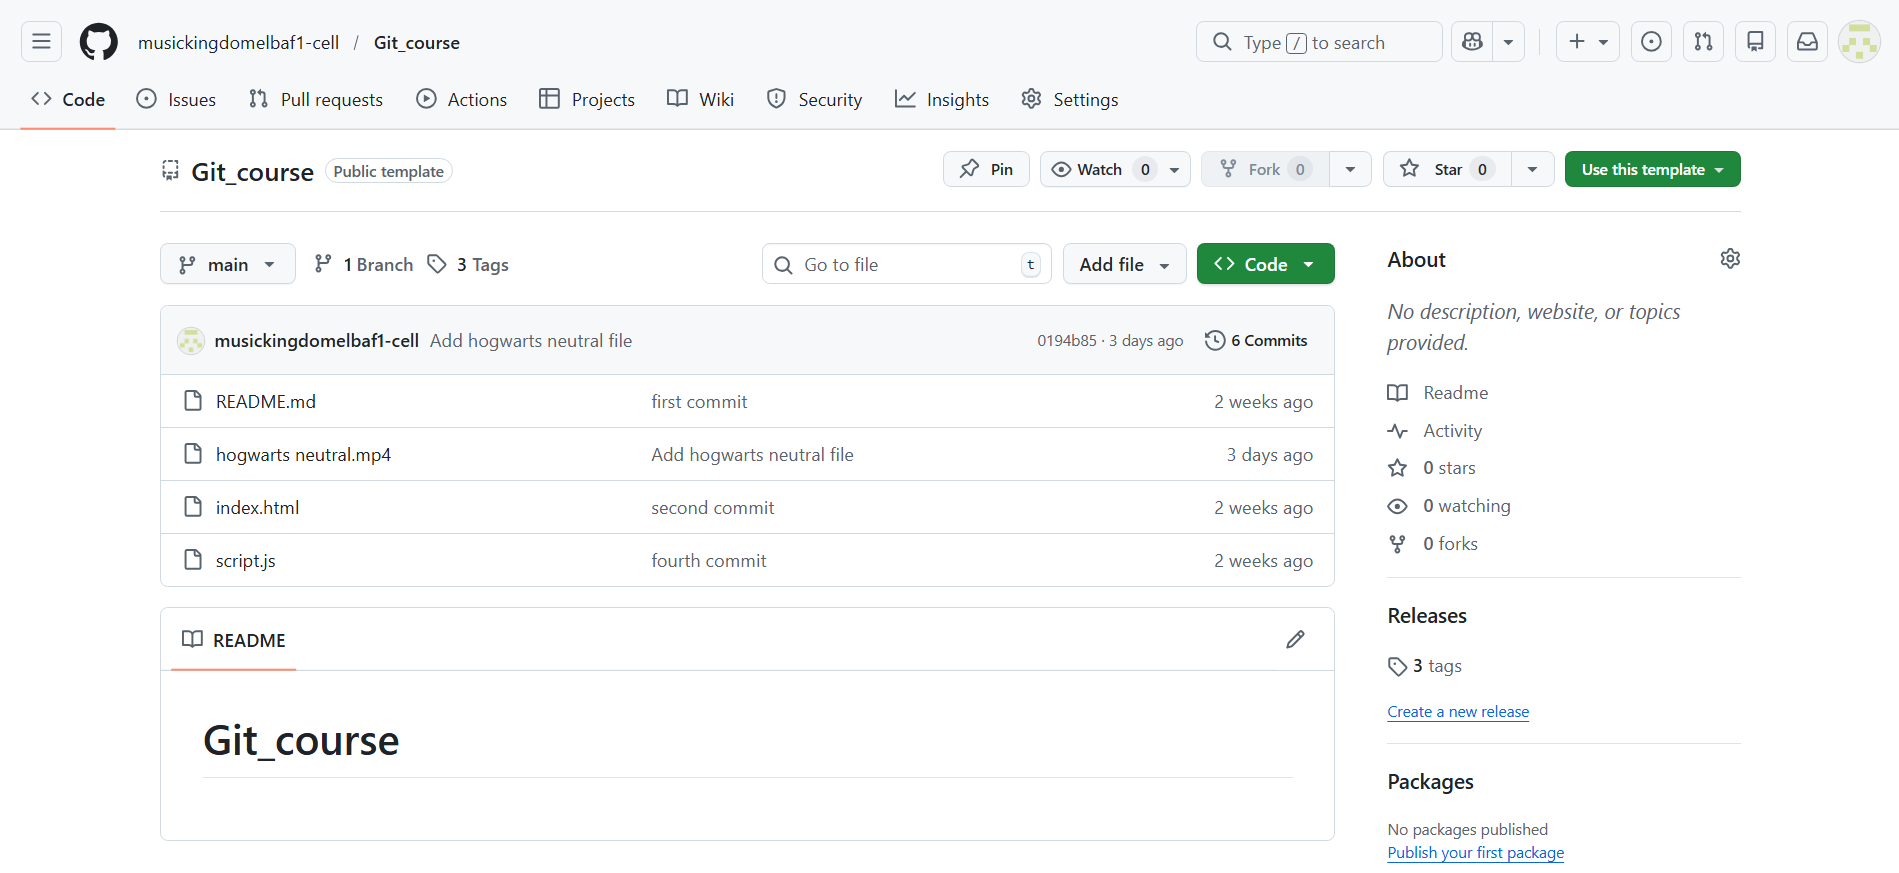 musickingdomelbaf1-cell / Git_course
Type / to search
Code Issues Pull requests Actions Projects Wiki Security Insights Settings
Git_course Public template
Pin Watch 0 Fork 0 Star 0 Use this template
main 1 Branch 3 Tags
Go to file t Add file Code
musickingdomelbaf1-cell Add hogwarts neutral file 0194b85 · 3 days ago 6 Commits
README.md first commit 2 weeks ago
hogwarts neutral.mp4 Add hogwarts neutral file 3 days ago
index.html second commit 2 weeks ago
script.js fourth commit 2 weeks ago
README
Git_course
About
No description, website, or topics
provided.
Readme
Activity
0 stars
0 watching
0 forks
Releases
3 tags
Create a new release
Packages
No packages published
Publish your first package